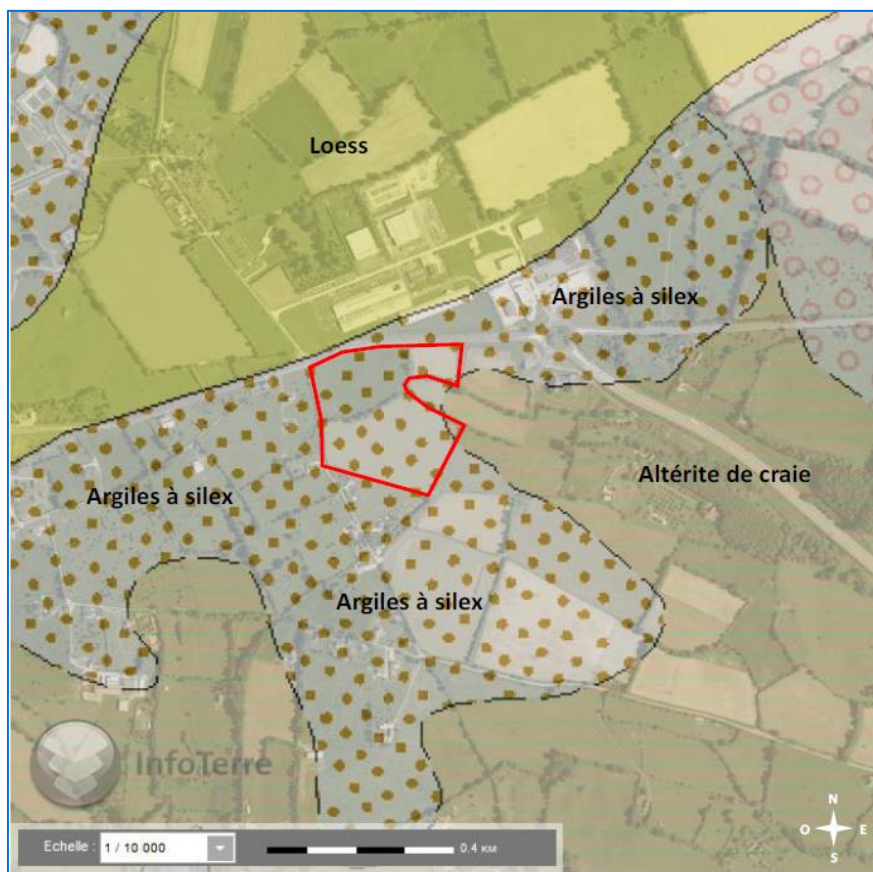 Loess
Argiles à silex
Altérite de craie
Argiles à silex
Argiles à silex
InfoTerre
N
O E
S
Echelle : 1 / 10 000
0.4 KM